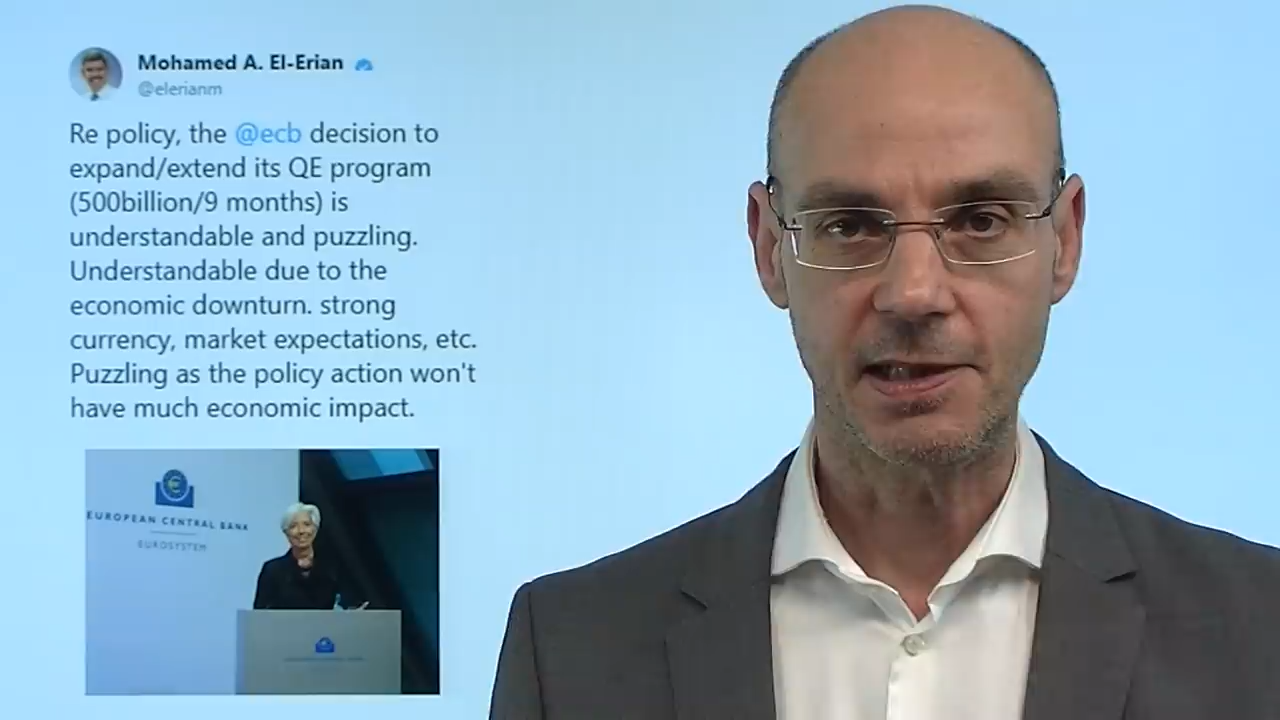 Mohamed A. El-Erian
@elerianm
Re policy, the @ecb decision to
expand/extend its QE program
(500billion/9 months) is
understandable and puzzling.
Understandable due to the
economic downturn. strong
currency, market expectations, etc.
Puzzling as the policy action won't
have much economic impact.
EUROPEAN CENTRAL BANK
EUROSYSTEM